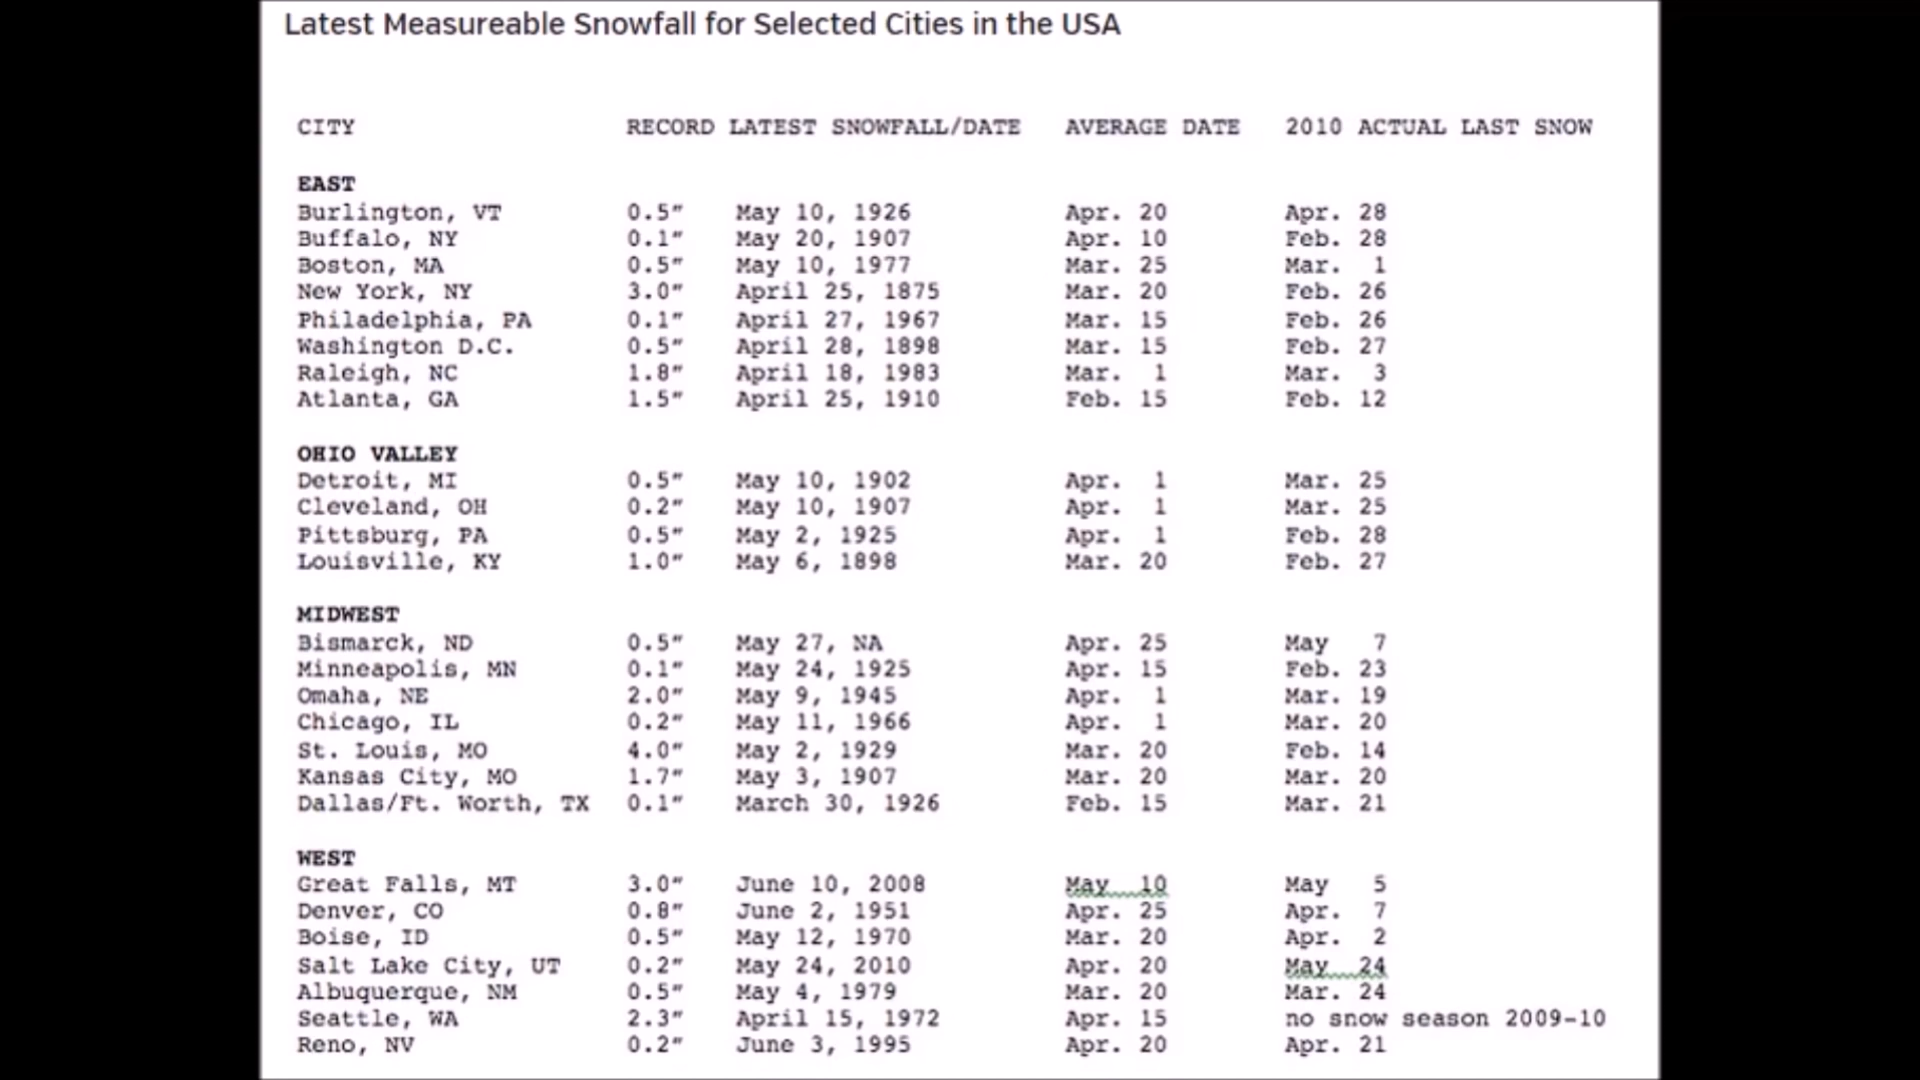 Latest Measureable Snowfall for Selected Cities in the USA
CITY RECORD LATEST SNOWFALL/DATE AVERAGE DATE 2010 ACTUAL LAST SNOW
EAST
Burlington, VT 0.5" May 10, 1926 Apr. 20 Apr. 28
Buffalo, NY 0.1" May 20, 1907 Apr. 10 Feb. 28
Boston, MA 0.5" May 10, 1977 Mar. 25 Mar. 1
New York, NY 3.0" April 25, 1875 Mar. 20 Feb. 26
Philadelphia, PA 0.1" April 27, 1967 Mar. 15 Feb. 26
Washington D.C. 0.5" April 28, 1898 Mar. 15 Feb. 27
Raleigh, NC 1.8" April 18, 1983 Mar. 1 Mar. 3
Atlanta, GA 1.5" April 25, 1910 Feb. 15 Feb. 12
OHIO VALLEY
Detroit, MI 0.5" May 10, 1902 Apr. 1 Mar. 25
Cleveland, OH 0.2" May 10, 1907 Apr. 1 Mar. 25
Pittsburg, PA 0.5" May 2, 1925 Apr. 1 Feb. 28
Louisville, KY 1.0" May 6, 1898 Mar. 20 Feb. 27
MIDWEST
Bismarck, ND 0.5" May 27, NA Apr. 25 May 7
Minneapolis, MN 0.1" May 24, 1925 Apr. 15 Feb. 23
Omaha, NE 2.0" May 9, 1945 Apr. 1 Mar. 19
Chicago, IL 0.2" May 11, 1966 Apr. 1 Mar. 20
St. Louis, MO 4.0" May 2, 1929 Mar. 20 Feb. 14
Kansas City, MO 1.7" May 3, 1907 Mar. 20 Mar. 20
Dallas/Ft. Worth, TX 0.1" March 30, 1926 Feb. 15 Mar. 21
WEST
Great Falls, MT 3.0" June 10, 2008 May 10 May 5
Denver, CO 0.8" June 2, 1951 Apr. 25 Apr. 7
Boise, ID 0.5" May 12, 1970 Mar. 20 Apr. 2
Salt Lake City, UT 0.2" May 24, 2010 Apr. 20 May 24
Albuquerque, NM 0.5" May 4, 1979 Mar. 20 Mar. 24
Seattle, WA 2.3" April 15, 1972 Apr. 15 no snow season 2009-10
Reno, NV 0.2" June 3, 1995 Apr. 20 Apr. 21